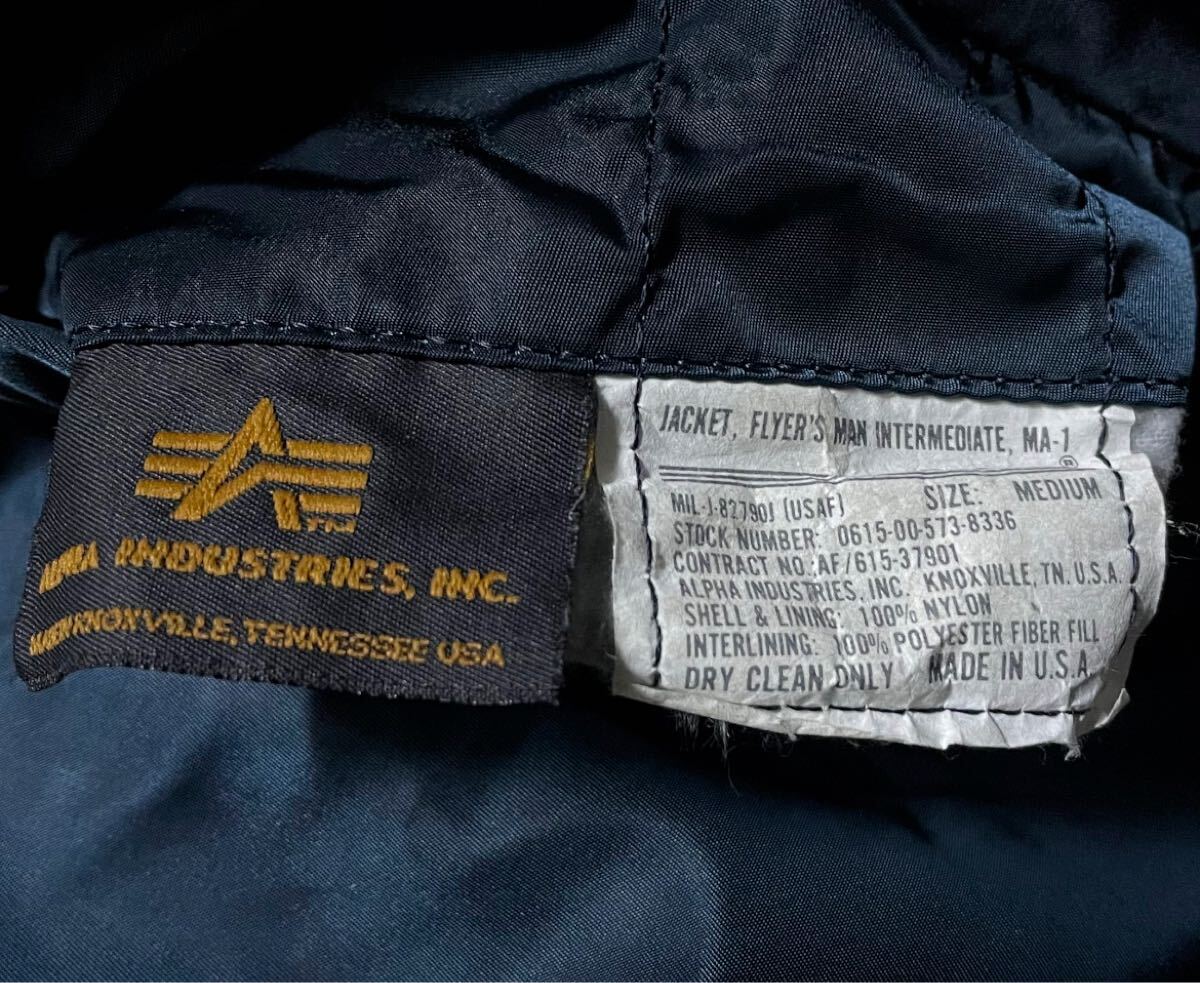 TM
ALPHA INDUSTRIES, INC.
KNOXVILLE, TENNESSEE USA
JACKET, FLYER'S MAN INTERMEDIATE, MA-1
®
MIL-J-8279OJ (USAF) SIZE: MEDIUM
STOCK NUMBER: 0615-00-573-8336
CONTRACT NO.:AF/615-37901
ALPHA INDUSTRIES, INC. KNOXVILLE, TN. U.S.A.
SHELL & LINING: 100% NYLON
INTERLINING: 100% POLYESTER FIBER FILL
DRY CLEAN ONLY MADE IN U.S.A.